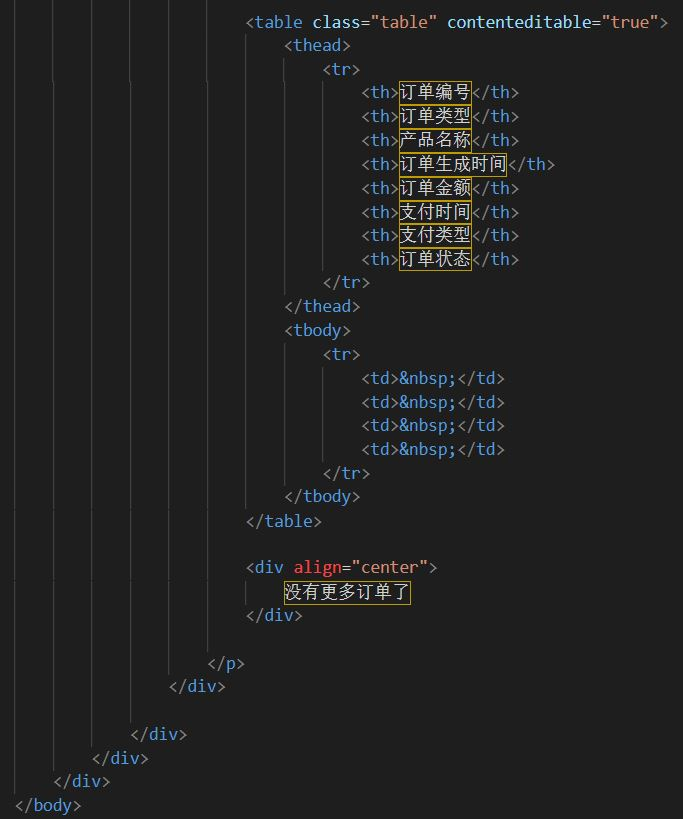 <table class="table" contenteditable="true">
<thead>
<tr>
<th>订单编号</th>
<th>订单类型</th>
<th>产品名称</th>
<th>订单生成时间</th>
<th>订单金额</th>
<th>支付时间</th>
<th>支付类型</th>
<th>订单状态</th>
</tr>
</thead>
<tbody>
<tr>
<td>&nbsp;</td>
<td>&nbsp;</td>
<td>&nbsp;</td>
<td>&nbsp;</td>
</tr>
</tbody>
</table>
<div align="center">
没有更多订单了
</div>
</p>
</div>
</div>
</div>
</div>
</body>